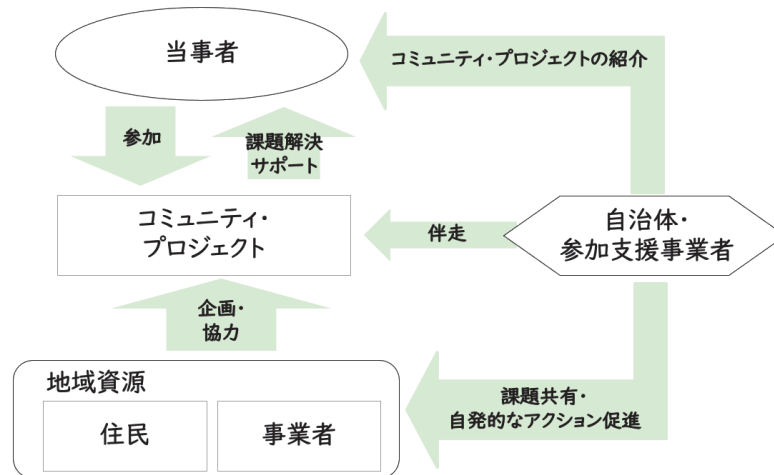 当事者
コミュニティ・プロジェクトの紹介
参加
課題解決
サポート
コミュニティ・
プロジェクト
伴走
自治体・
参加支援事業者
企画・
協力
地域資源
住民
事業者
課題共有・
自発的なアクション促進